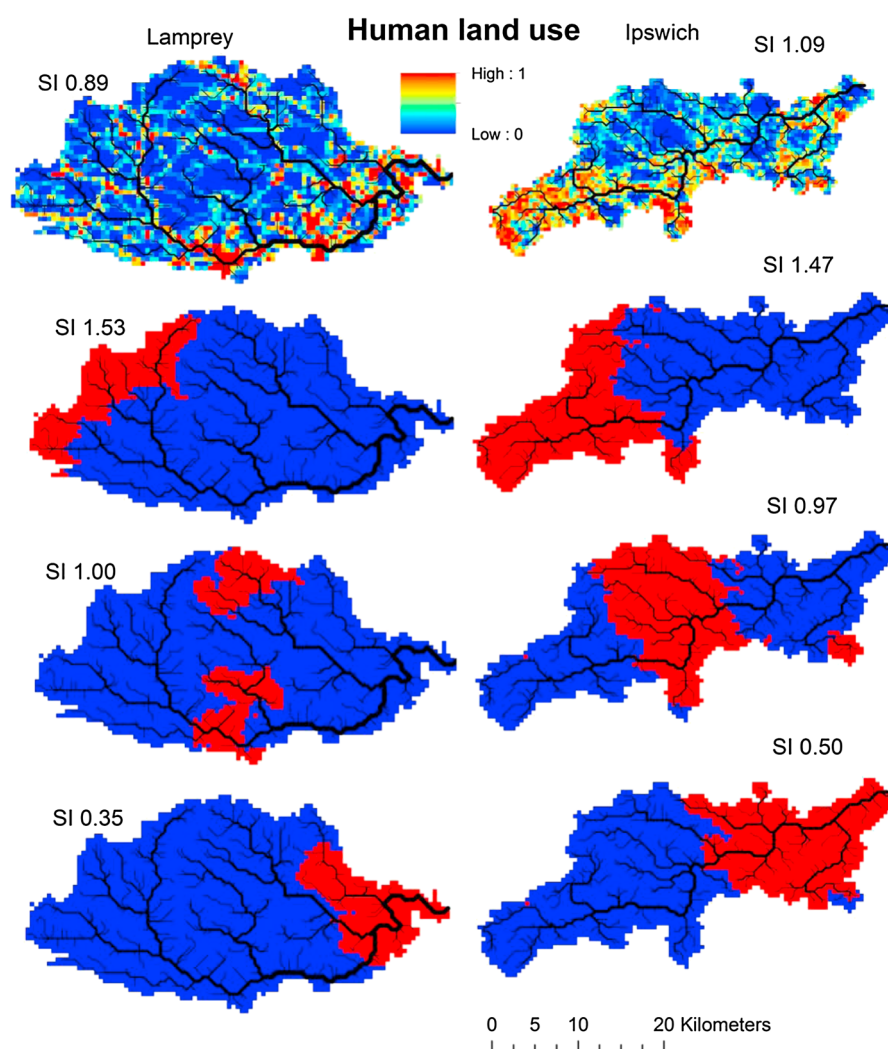 Human land use
Lamprey
Ipswich
SI 0.89
High : 1
Low : 0
SI 1.09
SI 1.53
SI 1.47
SI 1.00
SI 0.97
SI 0.35
SI 0.50
0 5 10 20 Kilometers